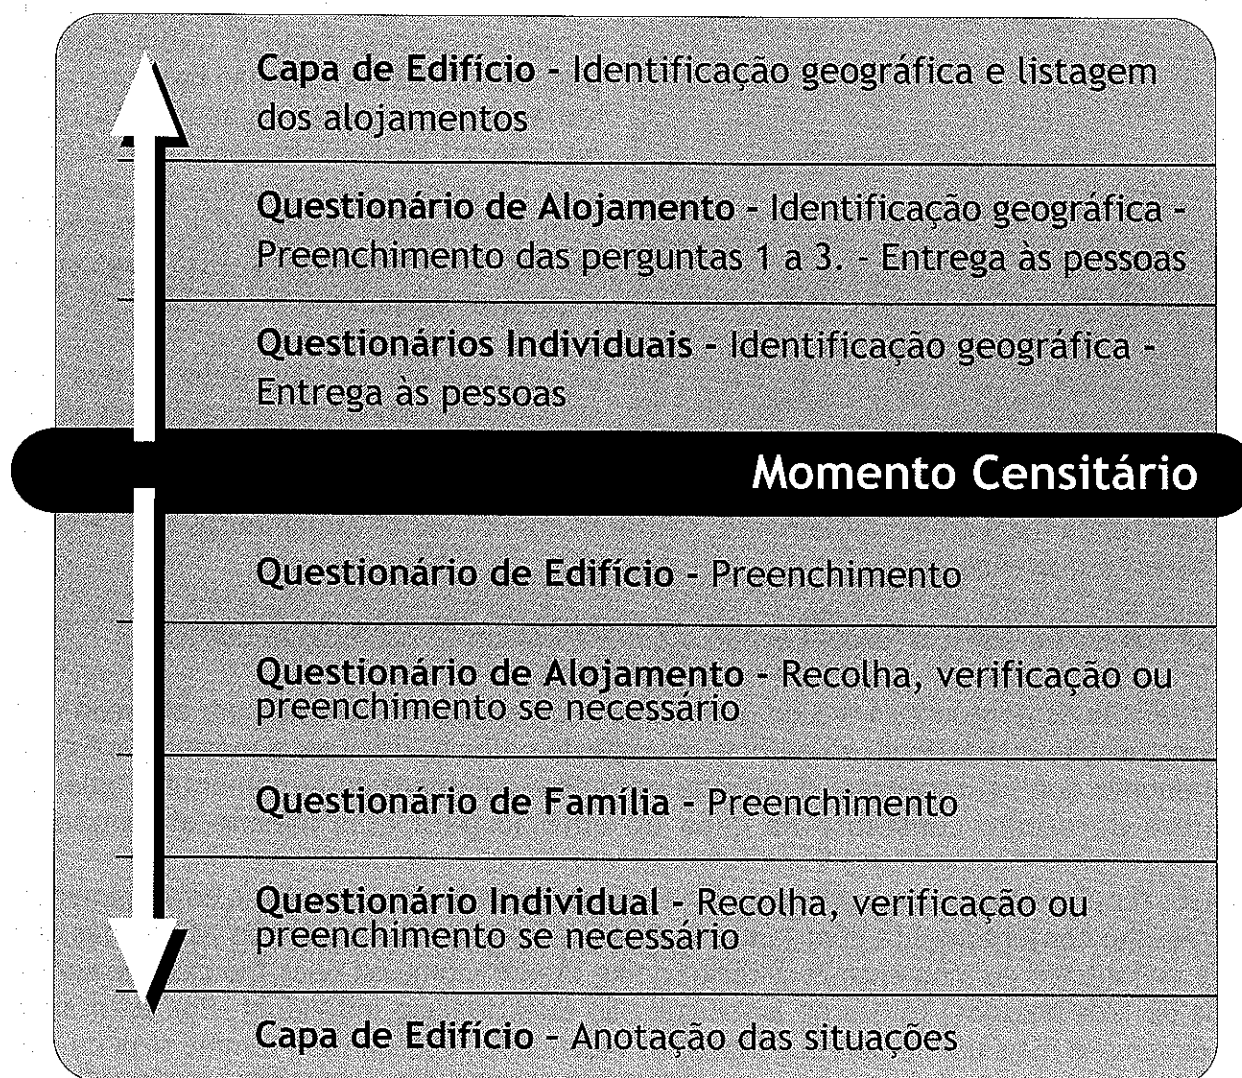 Capa de Edifício - Identificação geográfica e listagem
dos alojamentos
Questionário de Alojamento - Identificação geográfica -
Preenchimento das perguntas 1 a 3. - Entrega às pessoas
Questionários Individuais - Identificação geográfica -
Entrega às pessoas
Momento Censitário
Questionário de Edifício - Preenchimento
Questionário de Alojamento - Recolha, verificação ou
preenchimento se necessário
Questionário de Família - Preenchimento
Questionário Individual - Recolha, verificação ou
preenchimento se necessário
Capa de Edifício - Anotação das situações